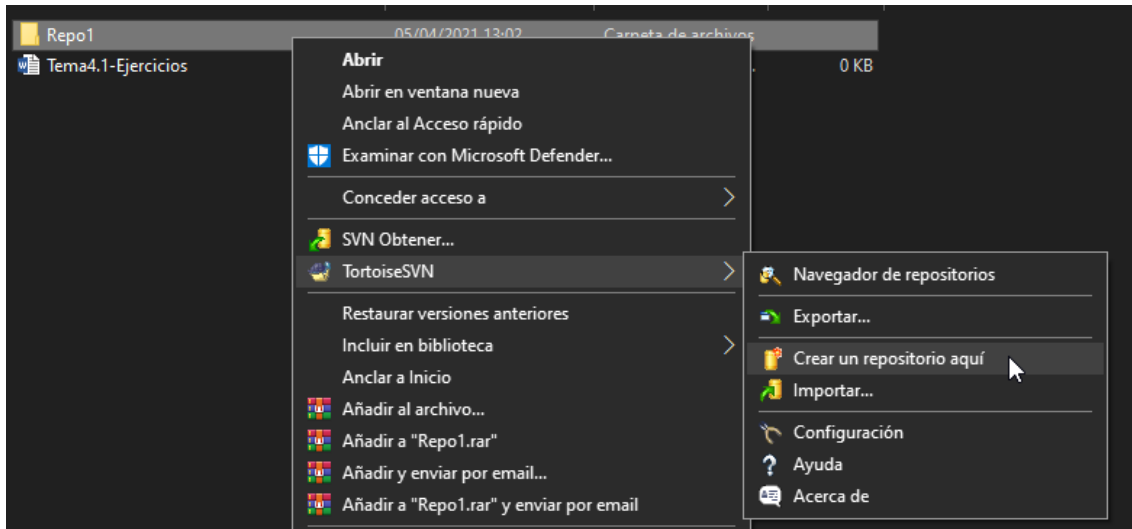 Repo1 05/04/2021 13:02 Carpeta de archivos
Tema4.1-Ejercicios 0 KB
Abrir
Abrir en ventana nueva
Anclar al Acceso rápido
Examinar con Microsoft Defender...
Conceder acceso a
SVN Obtener...
TortoiseSVN
Restaurar versiones anteriores
Incluir en biblioteca
Anclar a Inicio
Añadir al archivo...
Añadir a "Repo1.rar"
Añadir y enviar por email...
Añadir a "Repo1.rar" y enviar por email
Navegador de repositorios
Exportar...
Crear un repositorio aquí
Importar...
Configuración
Ayuda
Acerca de